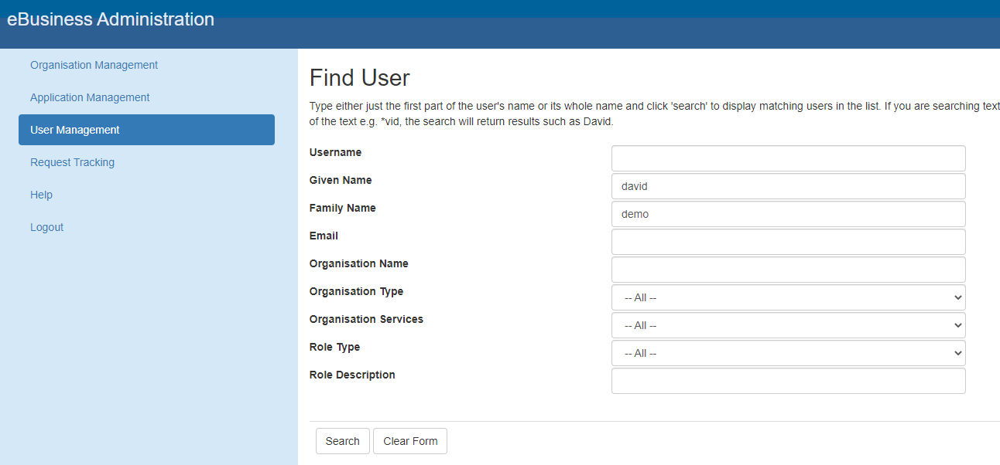 eBusiness Administration
Organisation Management
Application Management
User Management
Request Tracking
Help
Logout
Find User
Type either just the first part of the user's name or its whole name and click 'search' to display matching users in the list. If you are searching text
of the text e.g. *vid, the search will return results such as David.
Username
Given Name david
Family Name demo
Email
Organisation Name
Organisation Type -- All --
Organisation Services -- All --
Role Type -- All --
Role Description
Search Clear Form